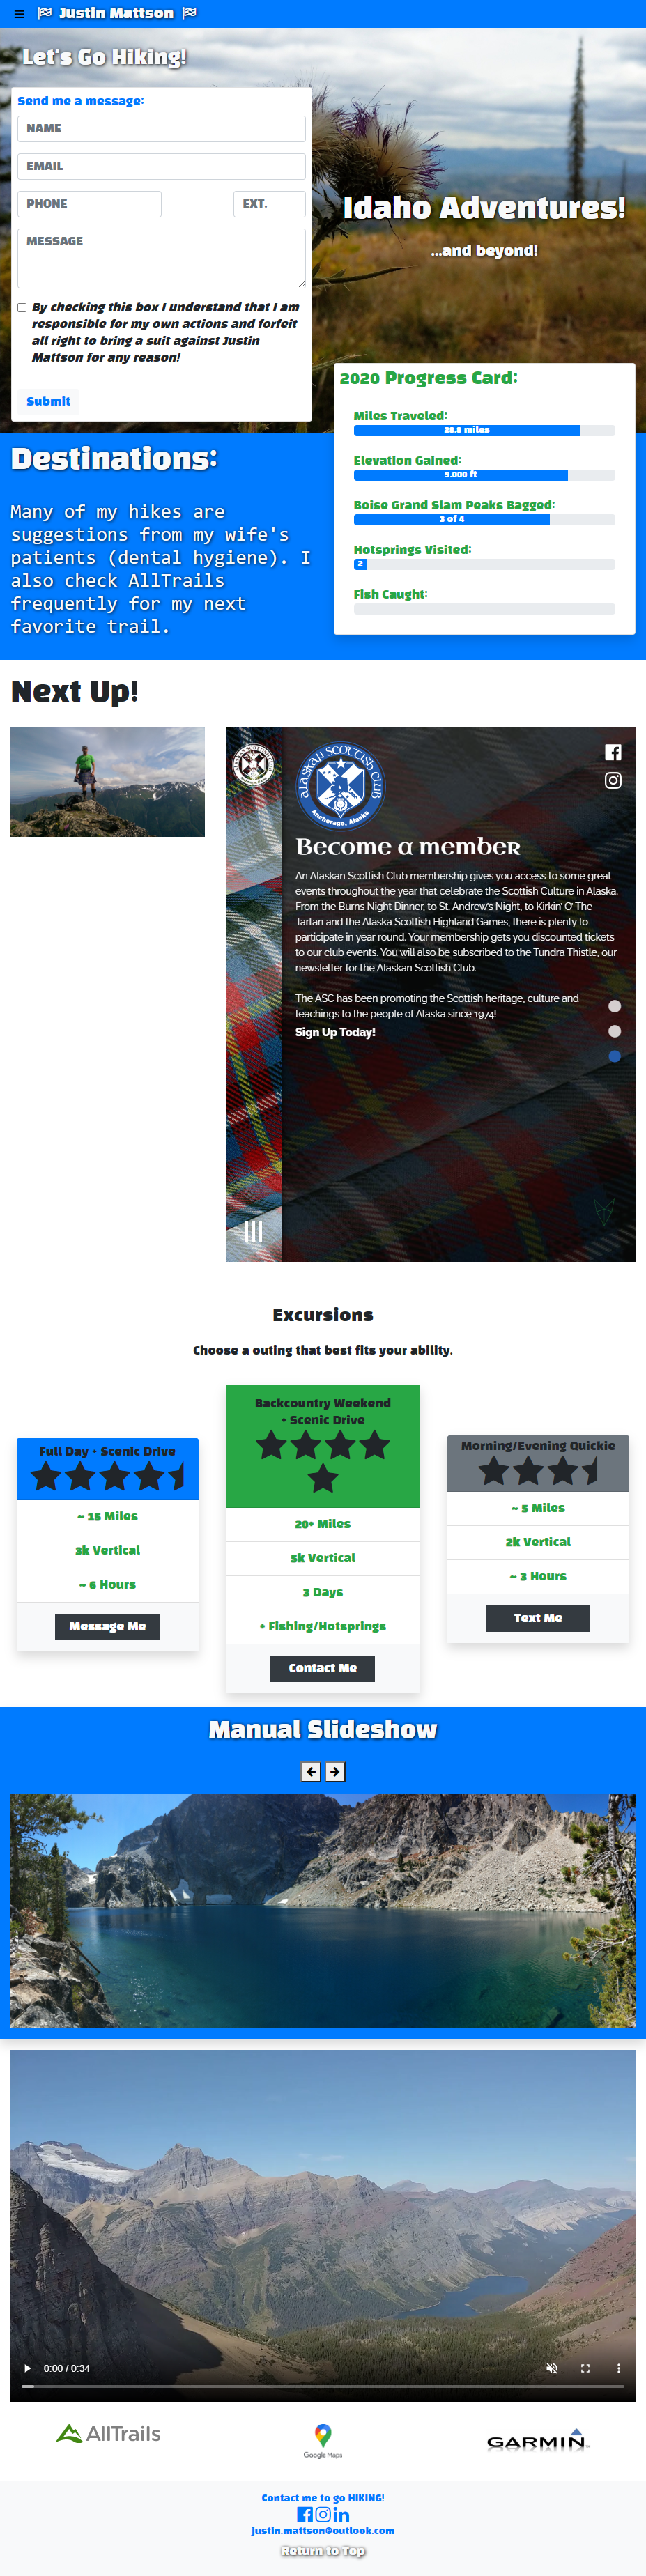 Justin Mattson
Let's Go Hiking!
Send me a message:
NAME
EMAIL
PHONE
EXT.
MESSAGE
By checking this box I understand that I am
responsible for my own actions and forfeit
all right to bring a suit against Justin
Mattson for any reason!
Submit
Idaho Adventures!
...and beyond!
2020 Progress Card:
Miles Traveled:
28.8 miles
Elevation Gained:
9,000 ft
Boise Grand Slam Peaks Bagged:
3 of 4
Hotsprings Visited:
2
Fish Caught:
Destinations:
Many of my hikes are
suggestions from my wife's
patients (dental hygiene). I
also check AllTrails
frequently for my next
favorite trail.
Next Up!
ALASKAN SCOTTISH CLUB
Anchorage, Alaska
Become a member
An Alaskan Scottish Club membership gives you access to some great
events throughout the year that celebrate the Scottish Culture in Alaska.
From the Burns Night Dinner, to St. Andrew's Night, to Kirkin' O' The
Tartan and the Alaska Scottish Highland Games, there is plenty to
participate in year round. Your membership gets you discounted tickets
to our club events. You will also be subscribed to the Tundra Thistle, our
newsletter for the Alaskan Scottish Club.
The ASC has been promoting the Scottish heritage, culture and
teachings to the people of Alaska since 1974!
Sign Up Today!
Excursions
Choose a outing that best fits your ability.
Full Day + Scenic Drive
~ 15 Miles
3k Vertical
~ 6 Hours
Message Me
Backcountry Weekend
+ Scenic Drive
20+ Miles
5k Vertical
3 Days
+ Fishing/Hotsprings
Contact Me
Morning/Evening Quickie
~ 5 Miles
2k Vertical
~ 3 Hours
Text Me
Manual Slideshow
0:00 / 0:34
AllTrails
Google Maps
GARMIN
Contact me to go HIKING!
justin.mattson@outlook.com
Return to Top